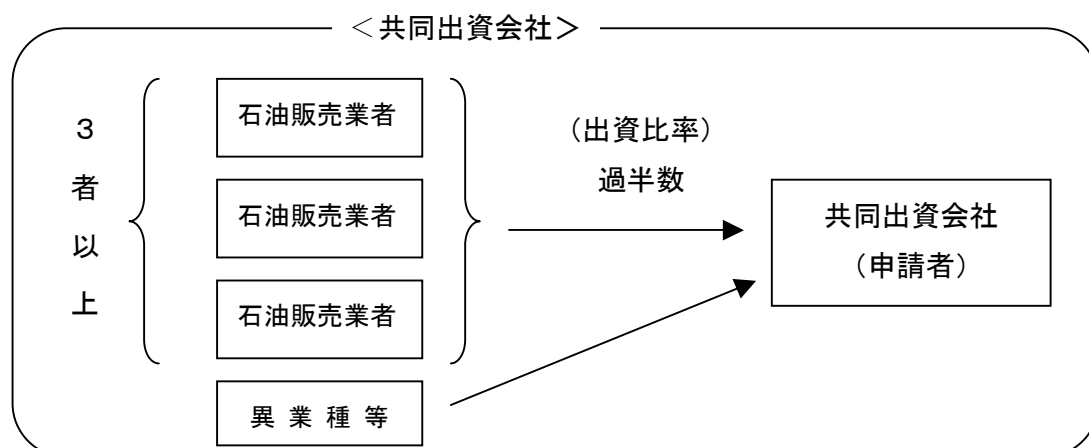 ＜共同出資会社＞
３者以上
石油販売業者
石油販売業者
石油販売業者
異 業 種 等
（出資比率）
過半数
共同出資会社
（申請者）